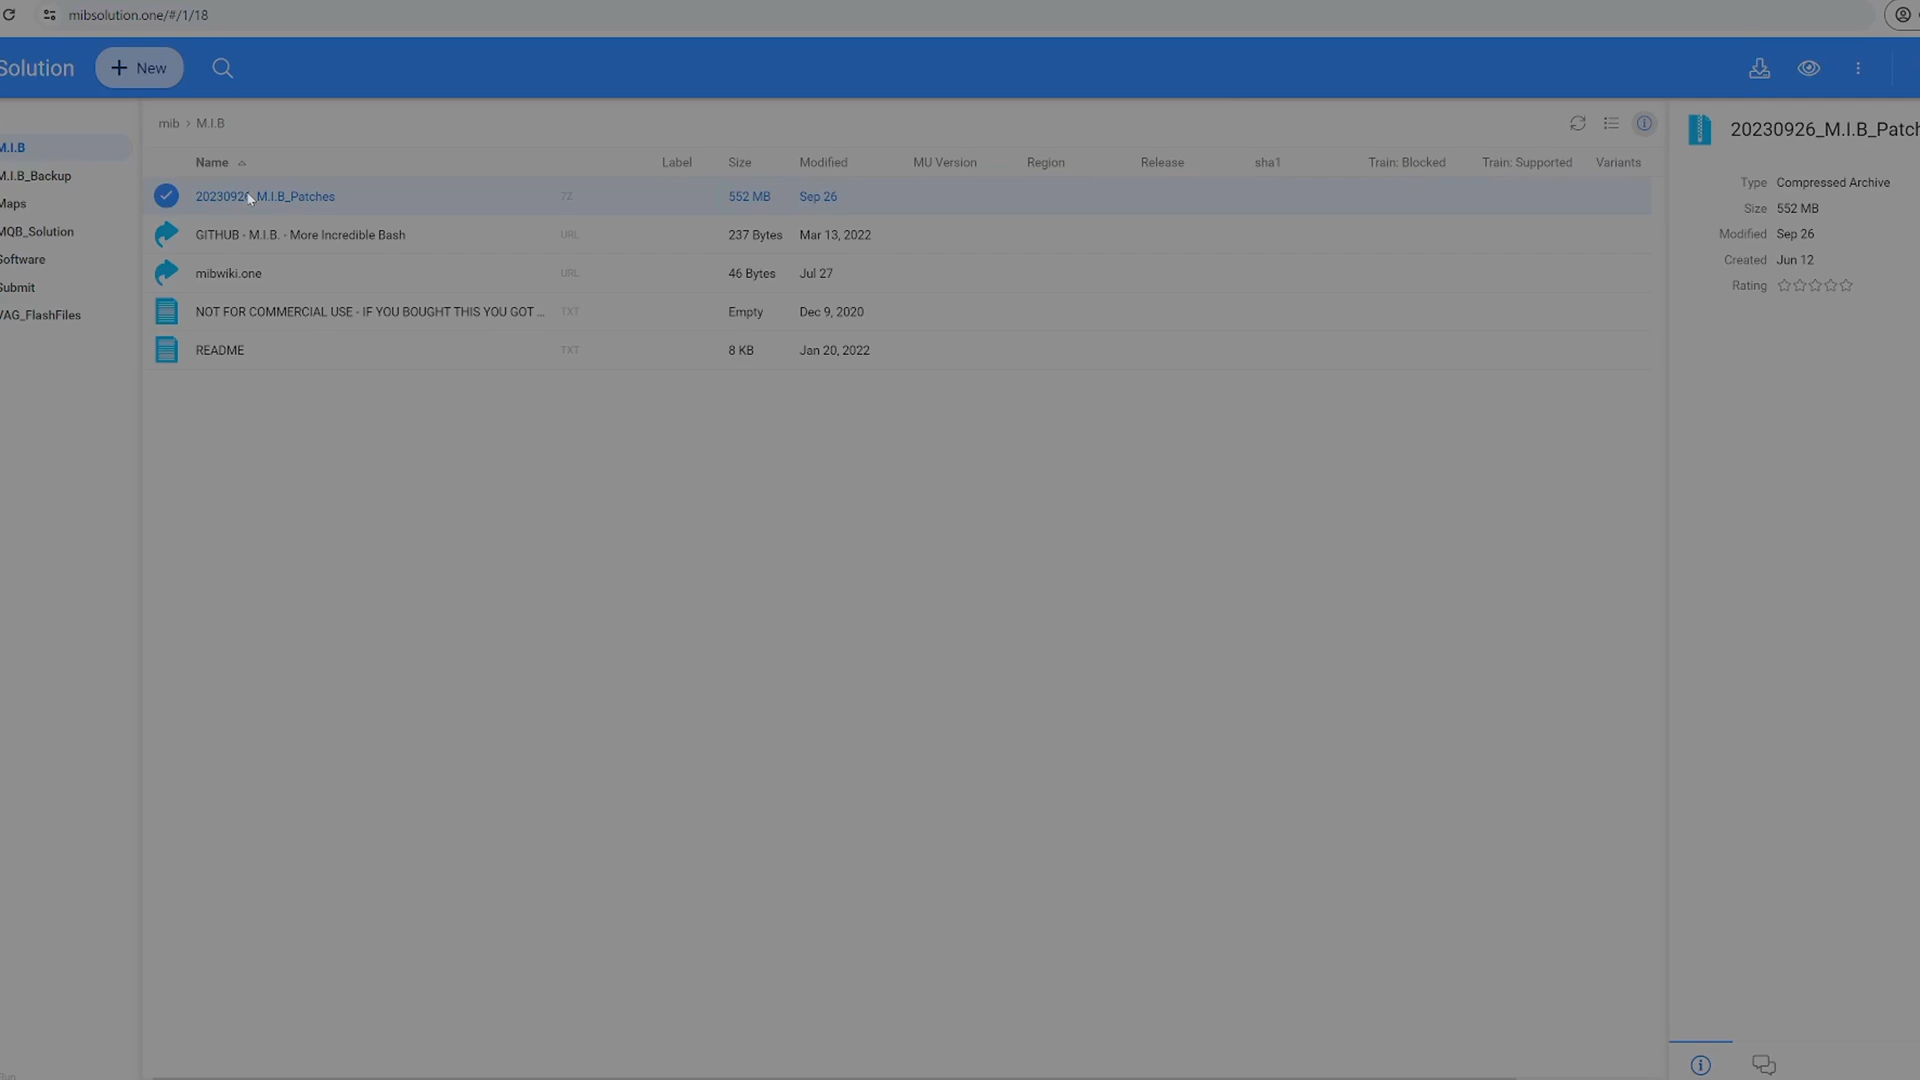 mibsolution.one/#/1/18
Solution
New
mib > M.I.B
20230926_M.I.B_Patch
Name Label Size Modified MU Version Region Release sha1 Train: Blocked Train: Supported Variants
20230926_M.I.B_Patches 7Z 552 MB Sep 26
GITHUB - M.I.B. - More Incredible Bash URL 237 Bytes Mar 13, 2022
mibwiki.one URL 46 Bytes Jul 27
NOT FOR COMMERCIAL USE - IF YOU BOUGHT THIS YOU GOT ... TXT Empty Dec 9, 2020
README TXT 8 KB Jan 20, 2022
M.I.B
M.I.B_Backup
Maps
MQB_Solution
Software
Submit
VAG_FlashFiles
Type Compressed Archive
Size 552 MB
Modified Sep 26
Created Jun 12
Rating